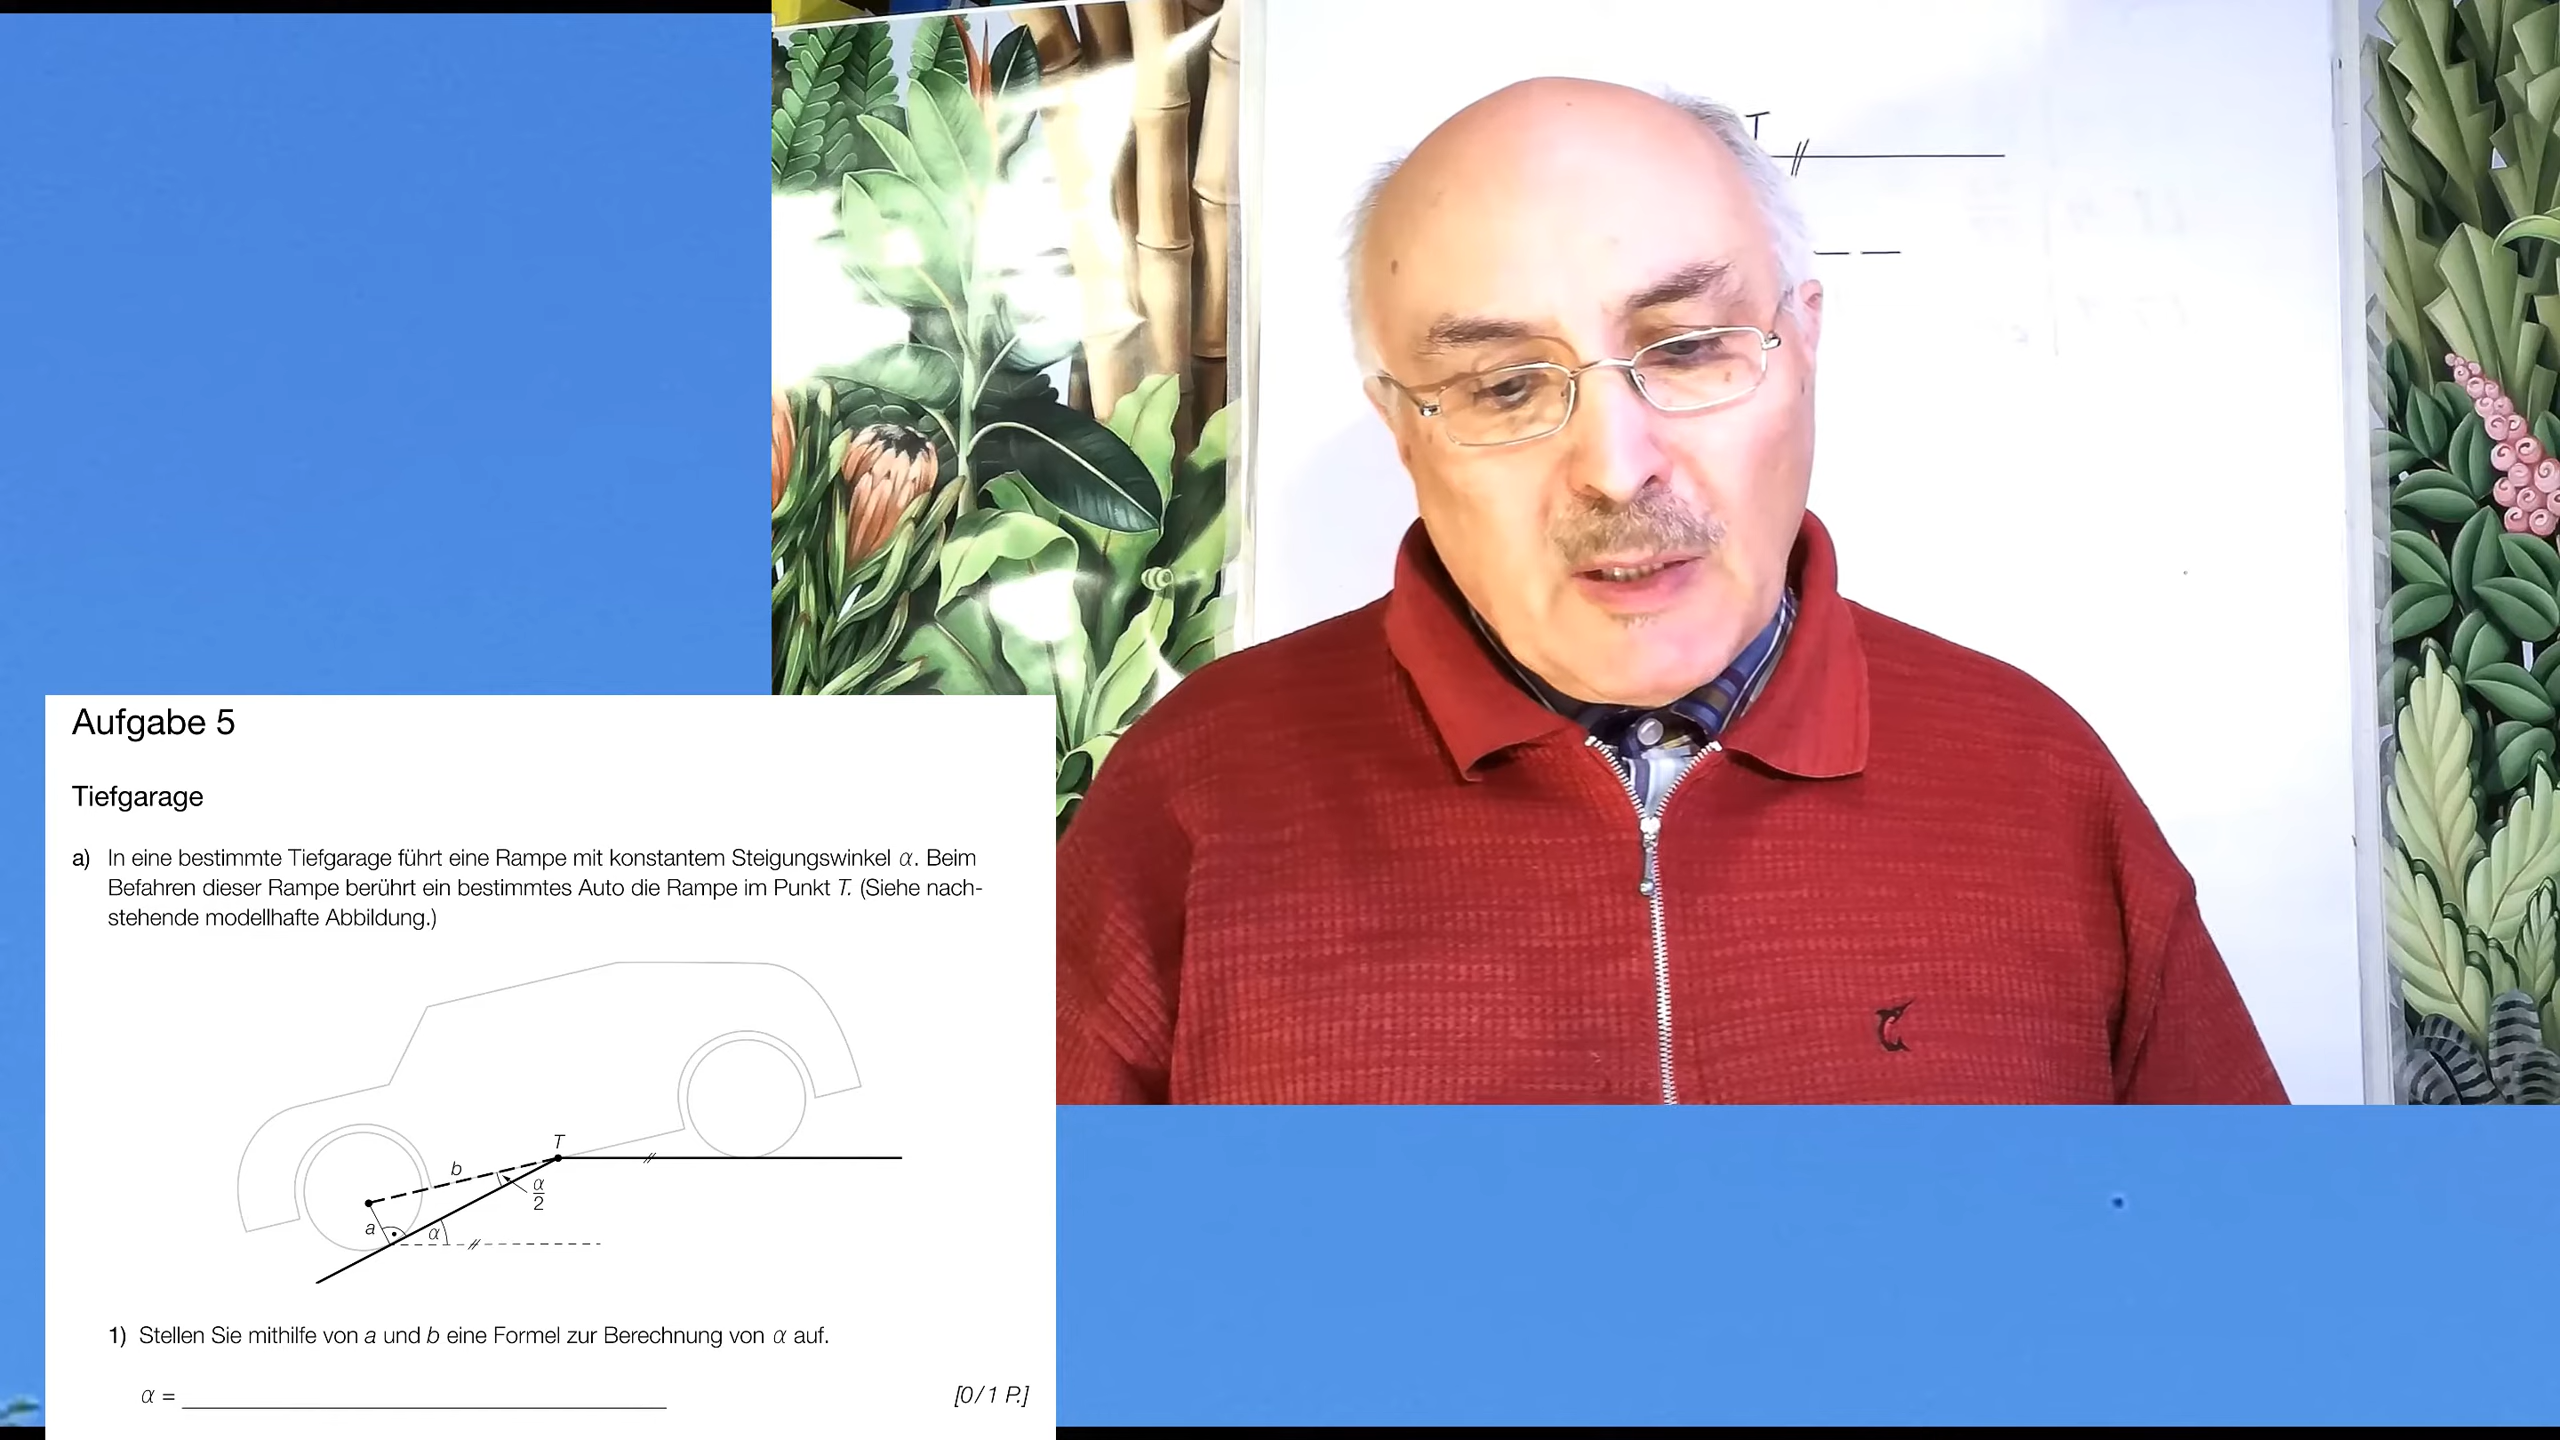 T
Aufgabe 5
Tiefgarage
a) In eine bestimmte Tiefgarage führt eine Rampe mit konstantem Steigungswinkel α. Beim
Befahren dieser Rampe berührt ein bestimmtes Auto die Rampe im Punkt T. (Siehe nach-
stehende modellhafte Abbildung.)
T
b
α
2
a
α
1) Stellen Sie mithilfe von a und b eine Formel zur Berechnung von α auf.
α = ____________________ [0/1 P.]